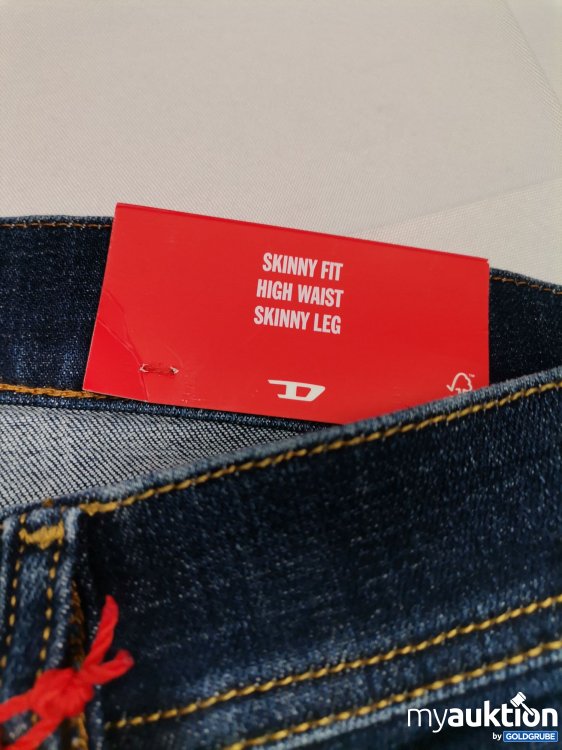 SKINNY FIT
HIGH WAIST
SKINNY LEG
D
myauktion
by GOLDGRUBE